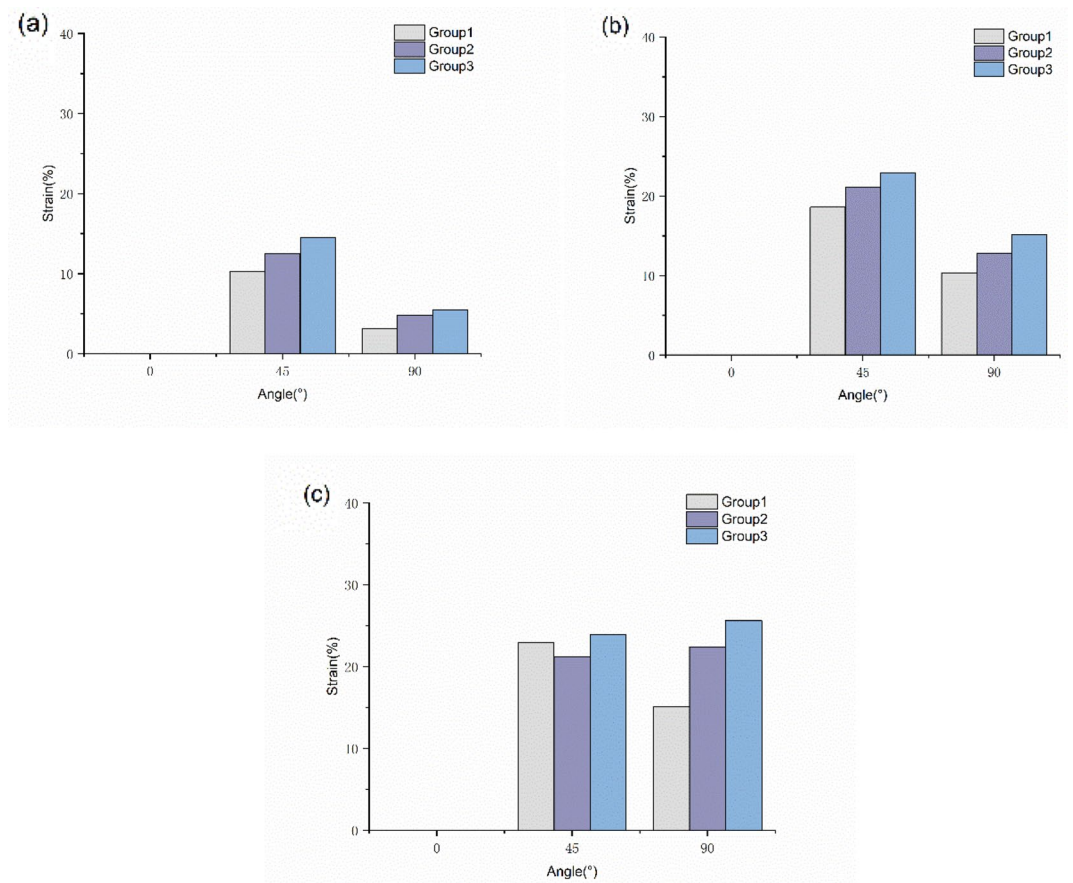 (a)
Group1
Group2
Group3
40
30
20
10
0
Strain(%)
0 45 90
Angle(°)
(b)
Group1
Group2
Group3
40
30
20
10
0
Strain(%)
0 45 90
Angle(°)
(c)
Group1
Group2
Group3
40
30
20
10
0
Strain(%)
0 45 90
Angle(°)